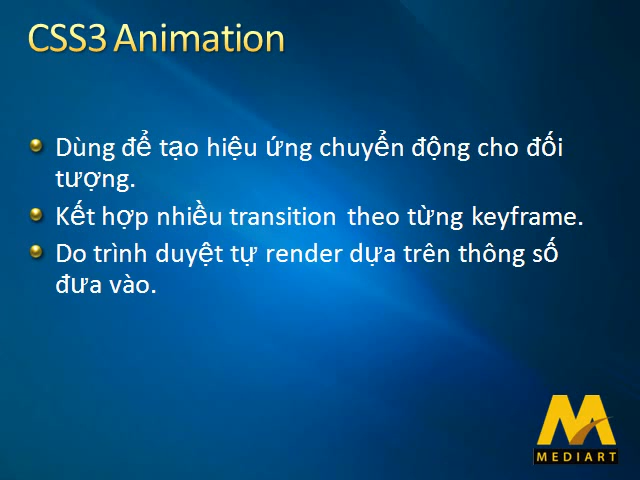 CSS3 Animation
Dùng để tạo hiệu ứng chuyển động cho đối
tượng.
Kết hợp nhiều transition theo từng keyframe.
Do trình duyệt tự render dựa trên thông số
đưa vào.
MEDIART